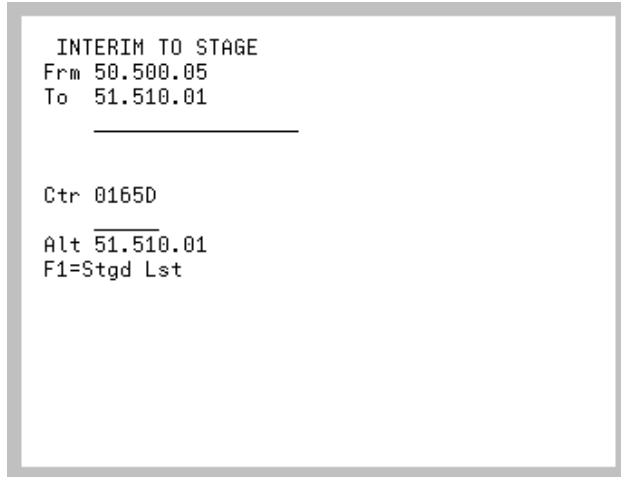 INTERIM TO STAGE
Frm 50.500.05
To 51.510.01
Ctr 0165D
Alt 51.510.01
F1=Stgd Lst